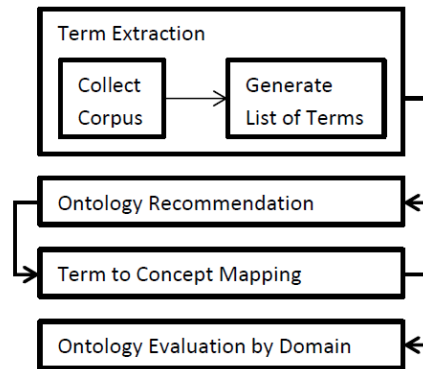 Term Extraction
Collect
Corpus
Generate
List of Terms
Ontology Recommendation
Term to Concept Mapping
Ontology Evaluation by Domain